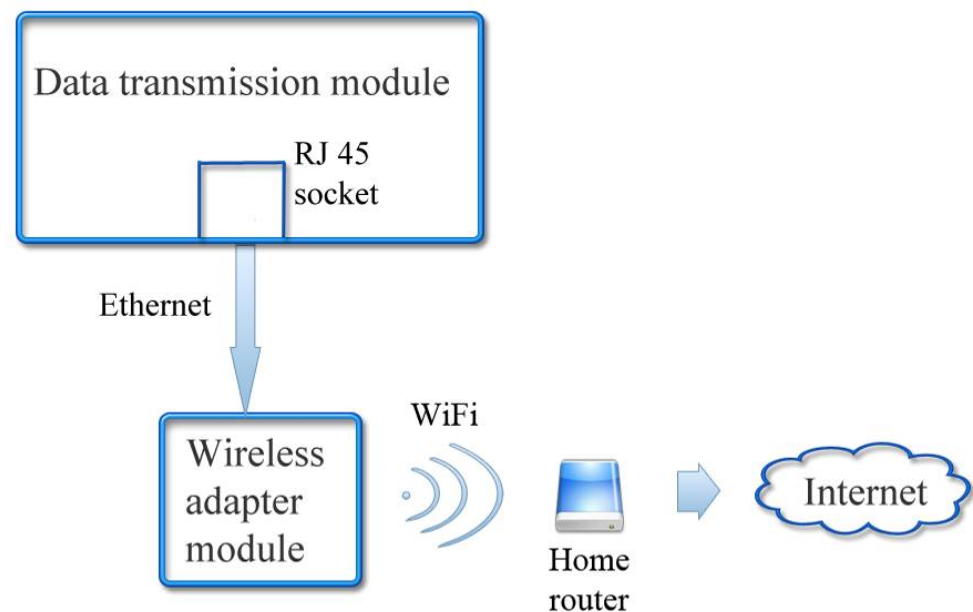 Data transmission module
RJ 45
socket
Ethernet
WiFi
Wireless
adapter
module
Internet
Home
router